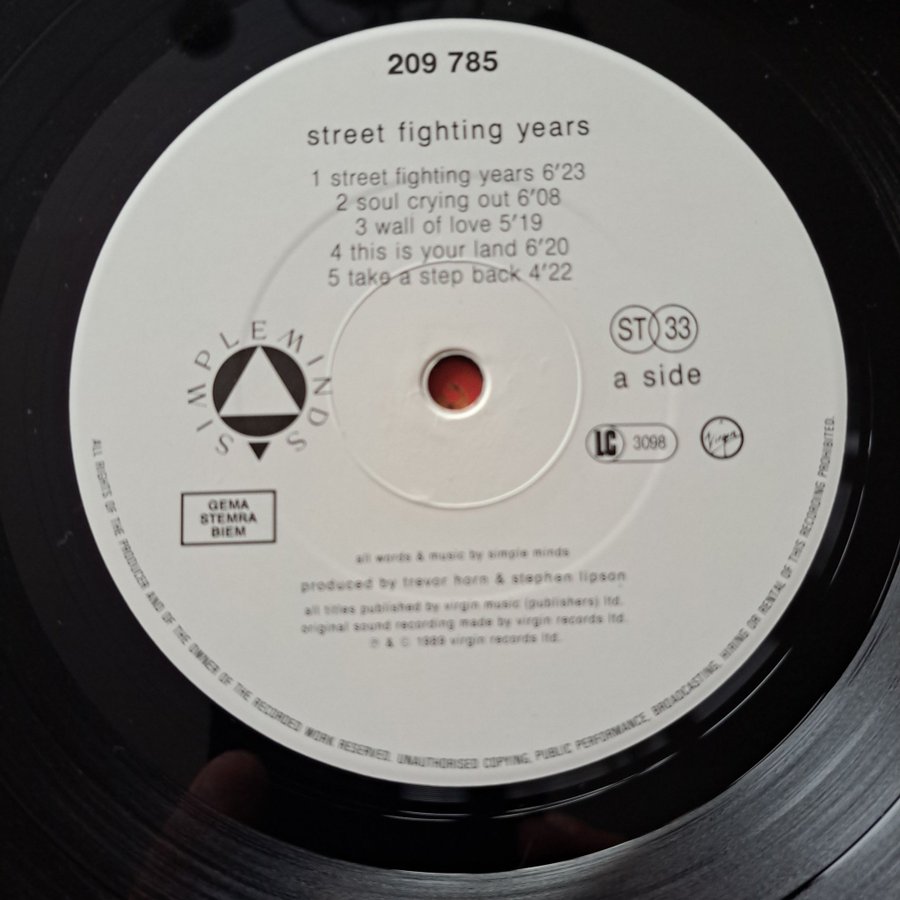 209 785
street fighting years
1 street fighting years 6'23
2 soul crying out 6'08
3 wall of love 5'19
4 this is your land 6'20
5 take a step back 4'22
SIMPLE MINDS
ST 33
a side
LC 3098
Virgin
GEMA
STEMRA
BIEM
all words & music by simple minds
produced by trevor horn & stephen lipson
all titles published by virgin music (publishers) ltd.
original sound recording made by virgin records ltd.
℗ & © 1989 virgin records ltd.
ALL RIGHTS OF THE PRODUCER AND OF THE OWNER OF THE RECORDED WORK RESERVED. UNAUTHORISED COPYING, PUBLIC PERFORMANCE, BROADCASTING, HIRING OR RENTAL OF THIS RECORDING PROHIBITED.